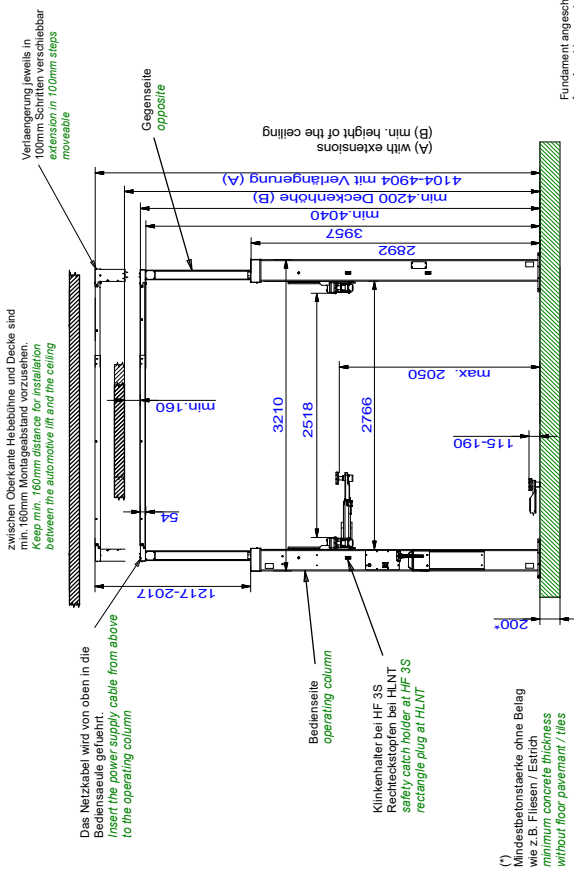 zwischen Oberkante Hebebühne und Decke sind
min.160mm Montageabstand vorzusehen.
Keep min. 160mm distance for installation
between the automotive lift and the ceiling
Verlaengerung jeweils in
100mm Schritten verschiebbar
extension in 100mm steps
moveable
Das Netzkabel wird von oben in die
Bediensaeule gefuehrt.
Insert the power supply cable from above
to the operating column
Gegenseite
opposite
(A) with extensions
(B) min. height of the ceiling
4104-4904 mit Verlängerung (A)
min.4200 Deckenhöhe (B)
min.4040
3957
2892
1217-2017
54
min.160
3210
2518
2766
max. 2050
115-190
200*
Bedienseite
operating column
Klinkenhalter bei HF 3S
Rechteckstopfen bei HLNT
safety catch holder at HF 3S
rectangle plug at HLNT
(*)
Mindestbetonstaerke ohne Belag
wie z.B. Fliesen / Estrich
minimum concrete thickness
without floor pavemant / tiles